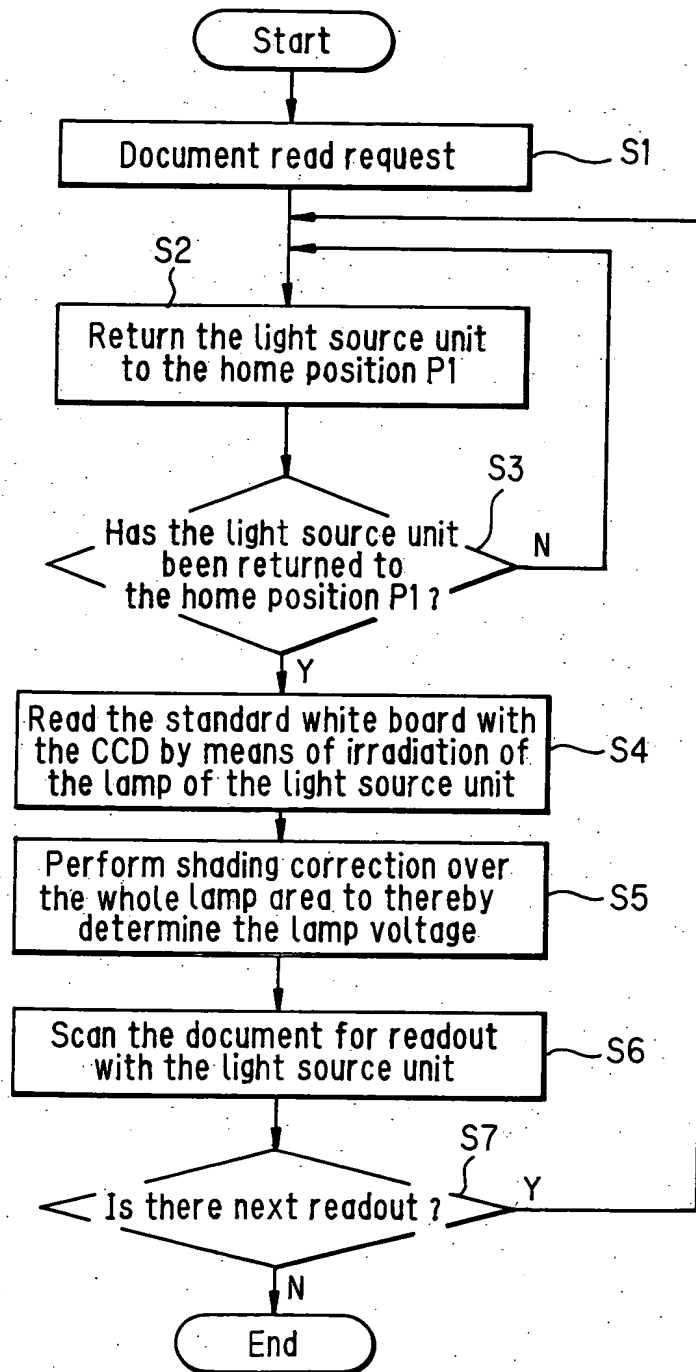 Start
Document read request
S1
S2
Return the light source unit
to the home position P1
S3
Has the light source unit
been returned to
the home position P1 ?
N
Y
Read the standard white board with
the CCD by means of irradiation of
the lamp of the light source unit
S4
Perform shading correction over
the whole lamp area to thereby
determine the lamp voltage
S5
Scan the document for readout
with the light source unit
S6
S7
Is there next readout ?
Y
N
End